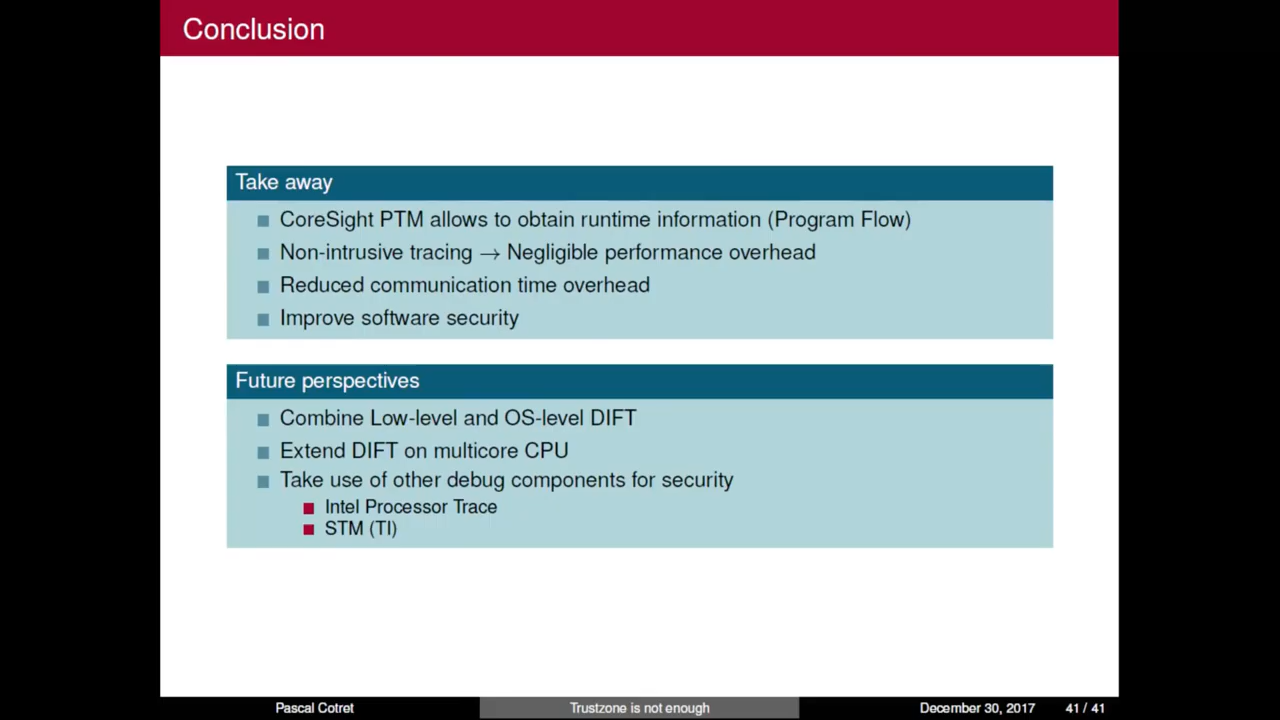 Conclusion
Take away
CoreSight PTM allows to obtain runtime information (Program Flow)
Non-intrusive tracing → Negligible performance overhead
Reduced communication time overhead
Improve software security
Future perspectives
Combine Low-level and OS-level DIFT
Extend DIFT on multicore CPU
Take use of other debug components for security
Intel Processor Trace
STM (TI)
Pascal Cotret Trustzone is not enough December 30, 2017 41 / 41